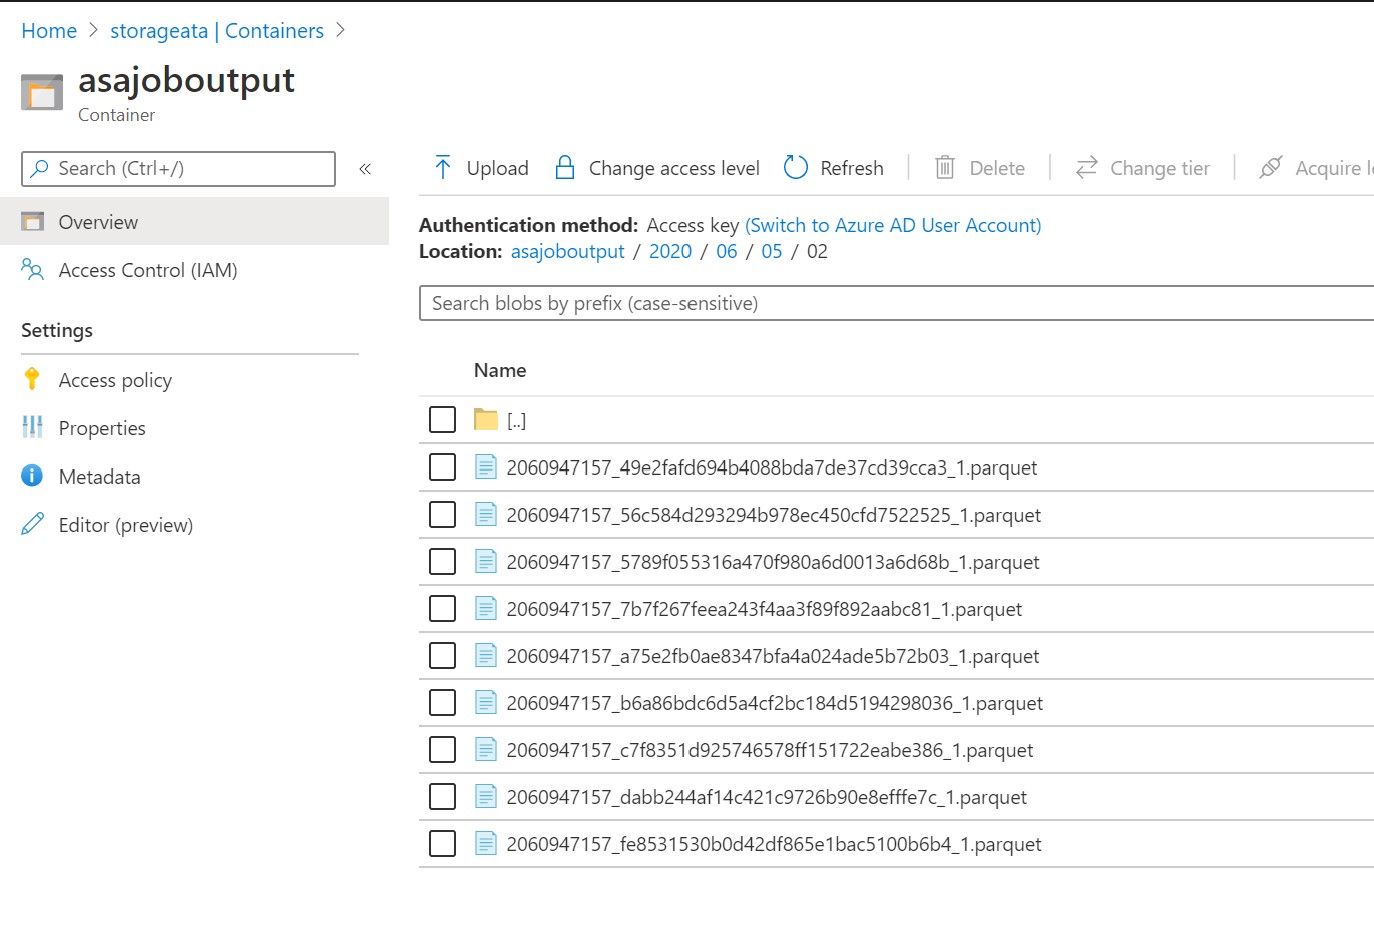 Home > storageata | Containers >
asajoboutput
Container
Search (Ctrl+/) «
Upload Change access level Refresh Delete Change tier Acquire
Overview
Authentication method: Access key (Switch to Azure AD User Account)
Location: asajoboutput / 2020 / 06 / 05 / 02
Access Control (IAM)
Search blobs by prefix (case-sensitive)
Settings
Access policy
Properties
Metadata
Editor (preview)
Name
[..]
2060947157_49e2fafd694b4088bda7de37cd39cca3_1.parquet
2060947157_56c584d293294b978ec450cfd7522525_1.parquet
2060947157_5789f055316a470f980a6d0013a6d68b_1.parquet
2060947157_7b7f267feea243f4aa3f89f892aabc81_1.parquet
2060947157_a75e2fb0ae8347bfa4a024ade5b72b03_1.parquet
2060947157_b6a86bdc6d5a4cf2bc184d5194298036_1.parquet
2060947157_c7f8351d925746578ff151722eabe386_1.parquet
2060947157_dabb244af14c421c9726b90e8efffe7c_1.parquet
2060947157_fe8531530b0d42df865e1bac5100b6b4_1.parquet